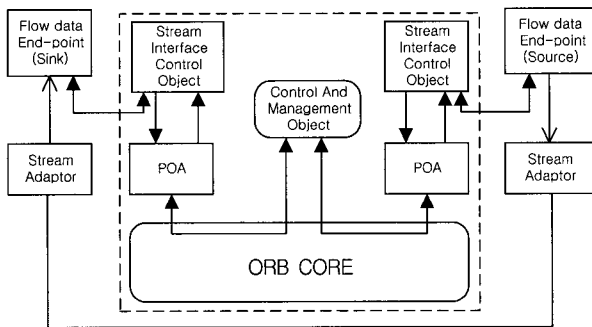 Flow data
End-point
(Sink)
Stream
Interface
Control
Object
Stream
Interface
Control
Object
Flow data
End-point
(Source)
Control And
Management
Object
Stream
Adaptor
POA
POA
Stream
Adaptor
ORB CORE